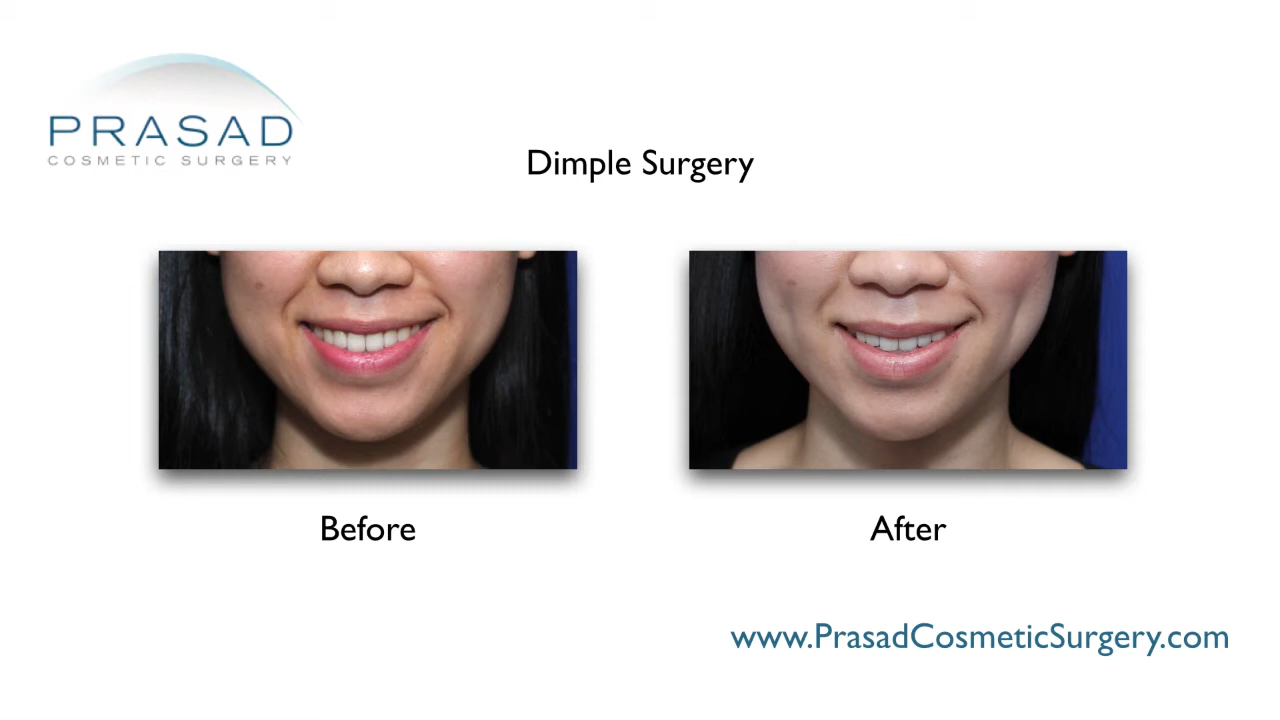 PRASAD
COSMETIC SURGERY
Dimple Surgery
Before
After
www.PrasadCosmeticSurgery.com